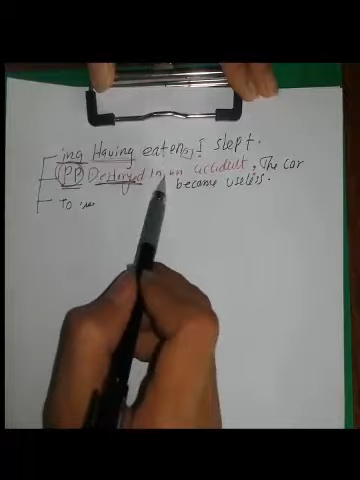 ing Having eaten, I slept.
(PP) Destroyed in an accident, The car
become useless.
To